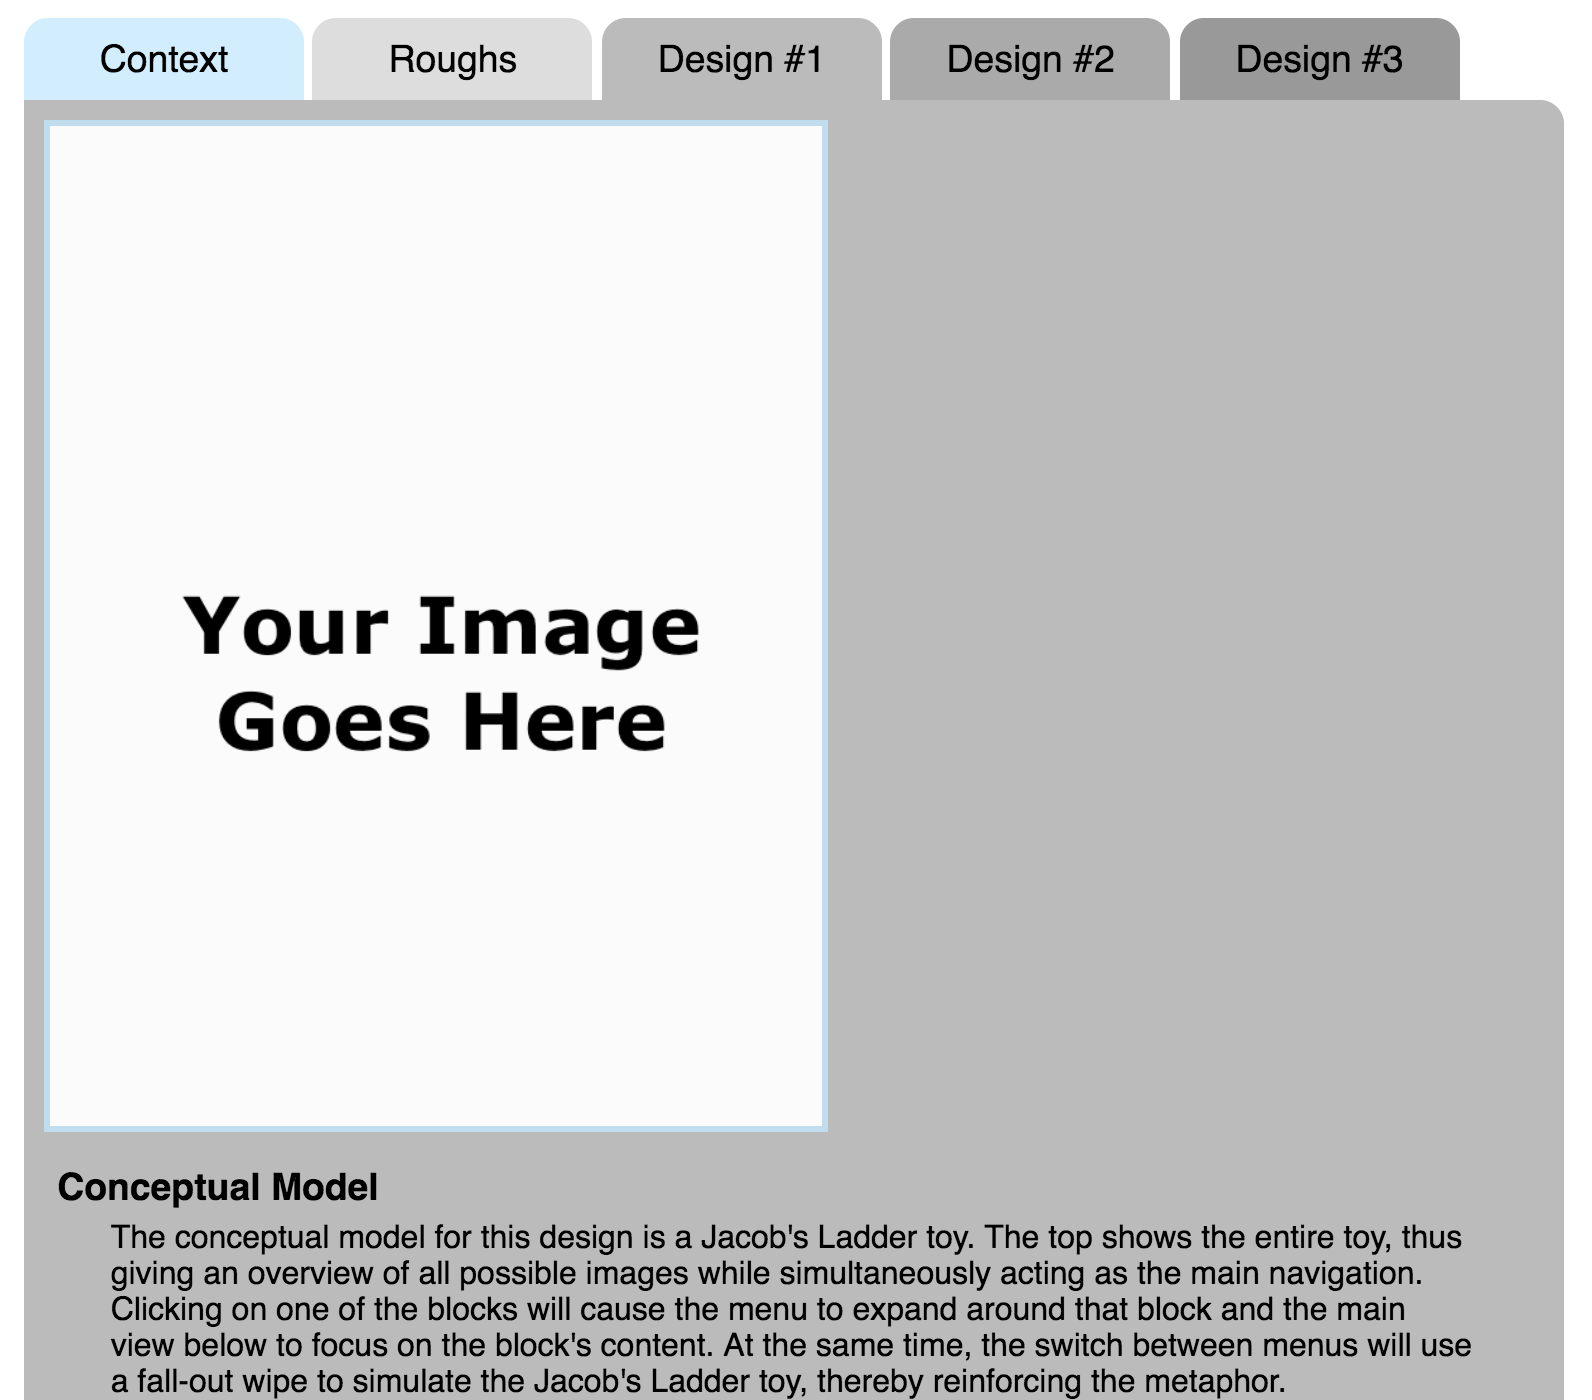 Context Roughs Design #1 Design #2 Design #3
Your Image
Goes Here
Conceptual Model
The conceptual model for this design is a Jacob's Ladder toy. The top shows the entire toy, thus
giving an overview of all possible images while simultaneously acting as the main navigation.
Clicking on one of the blocks will cause the menu to expand around that block and the main
view below to focus on the block's content. At the same time, the switch between menus will use
a fall-out wipe to simulate the Jacob's Ladder toy, thereby reinforcing the metaphor.